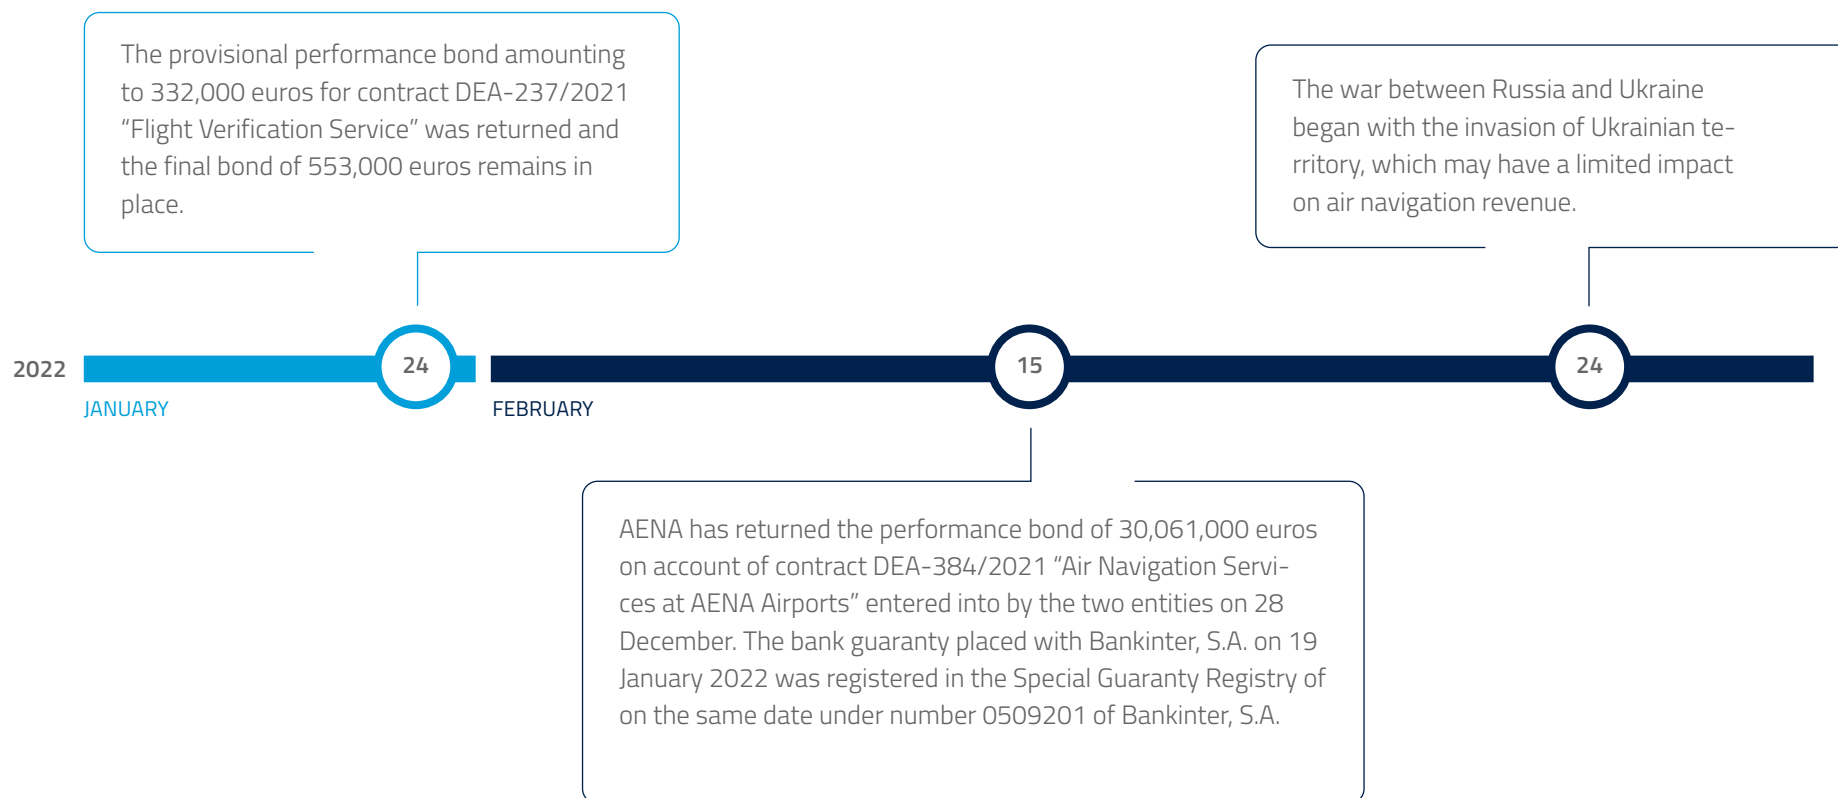 The provisional performance bond amounting
to 332,000 euros for contract DEA-237/2021
“Flight Verification Service” was returned and
the final bond of 553,000 euros remains in
place.
The war between Russia and Ukraine
began with the invasion of Ukrainian te-
rritory, which may have a limited impact
on air navigation revenue.
2022
24
15
24
JANUARY
FEBRUARY
AENA has returned the performance bond of 30,061,000 euros
on account of contract DEA-384/2021 “Air Navigation Servi-
ces at AENA Airports” entered into by the two entities on 28
December. The bank guaranty placed with Bankinter, S.A. on 19
January 2022 was registered in the Special Guaranty Registry of
on the same date under number 0509201 of Bankinter, S.A.